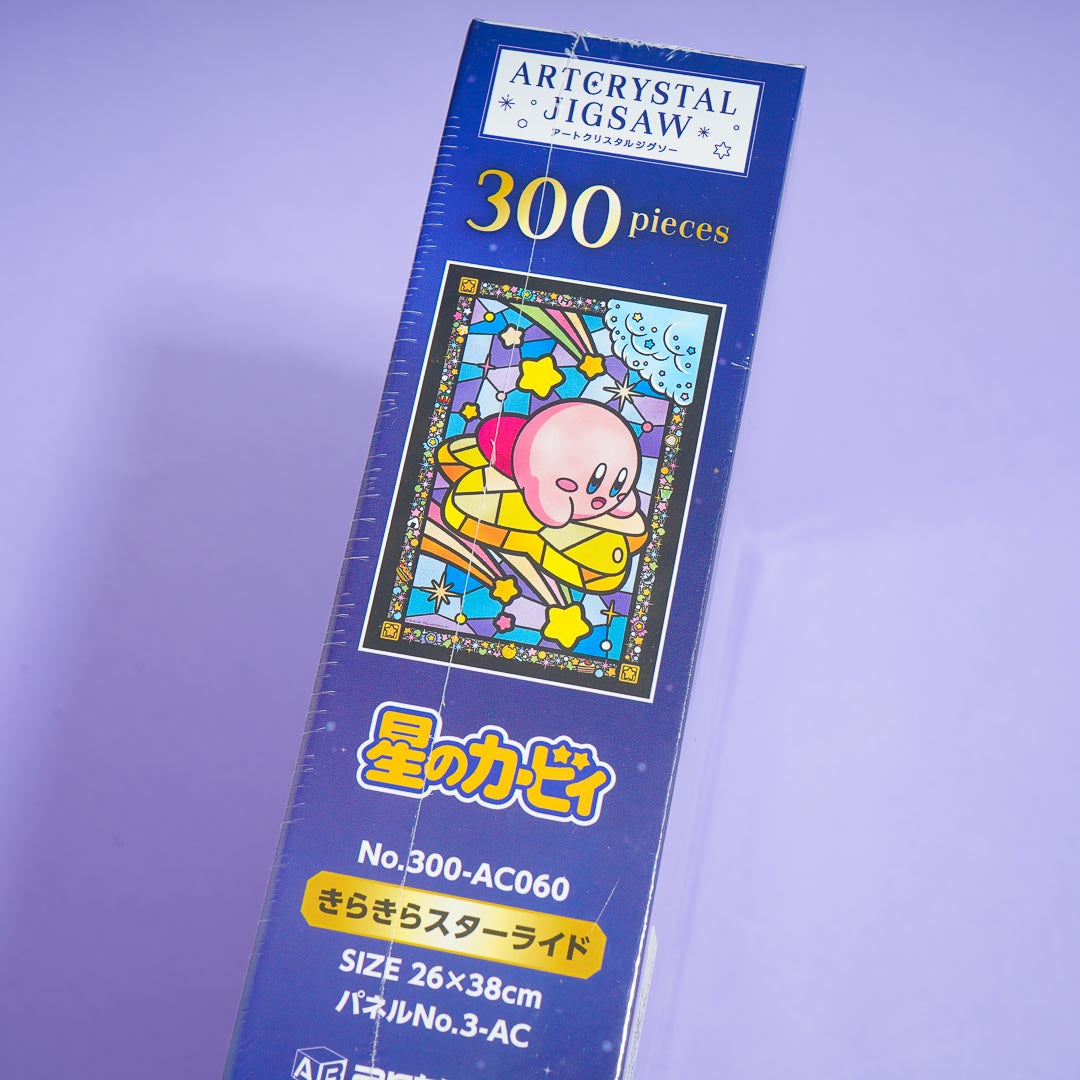 ARTCRYSTAL
JIGSAW
アートクリスタルジグソー
300 pieces
星のカービィ
No.300-AC060
きらきらスターライド
SIZE 26×38cm
パネルNo.3-AC